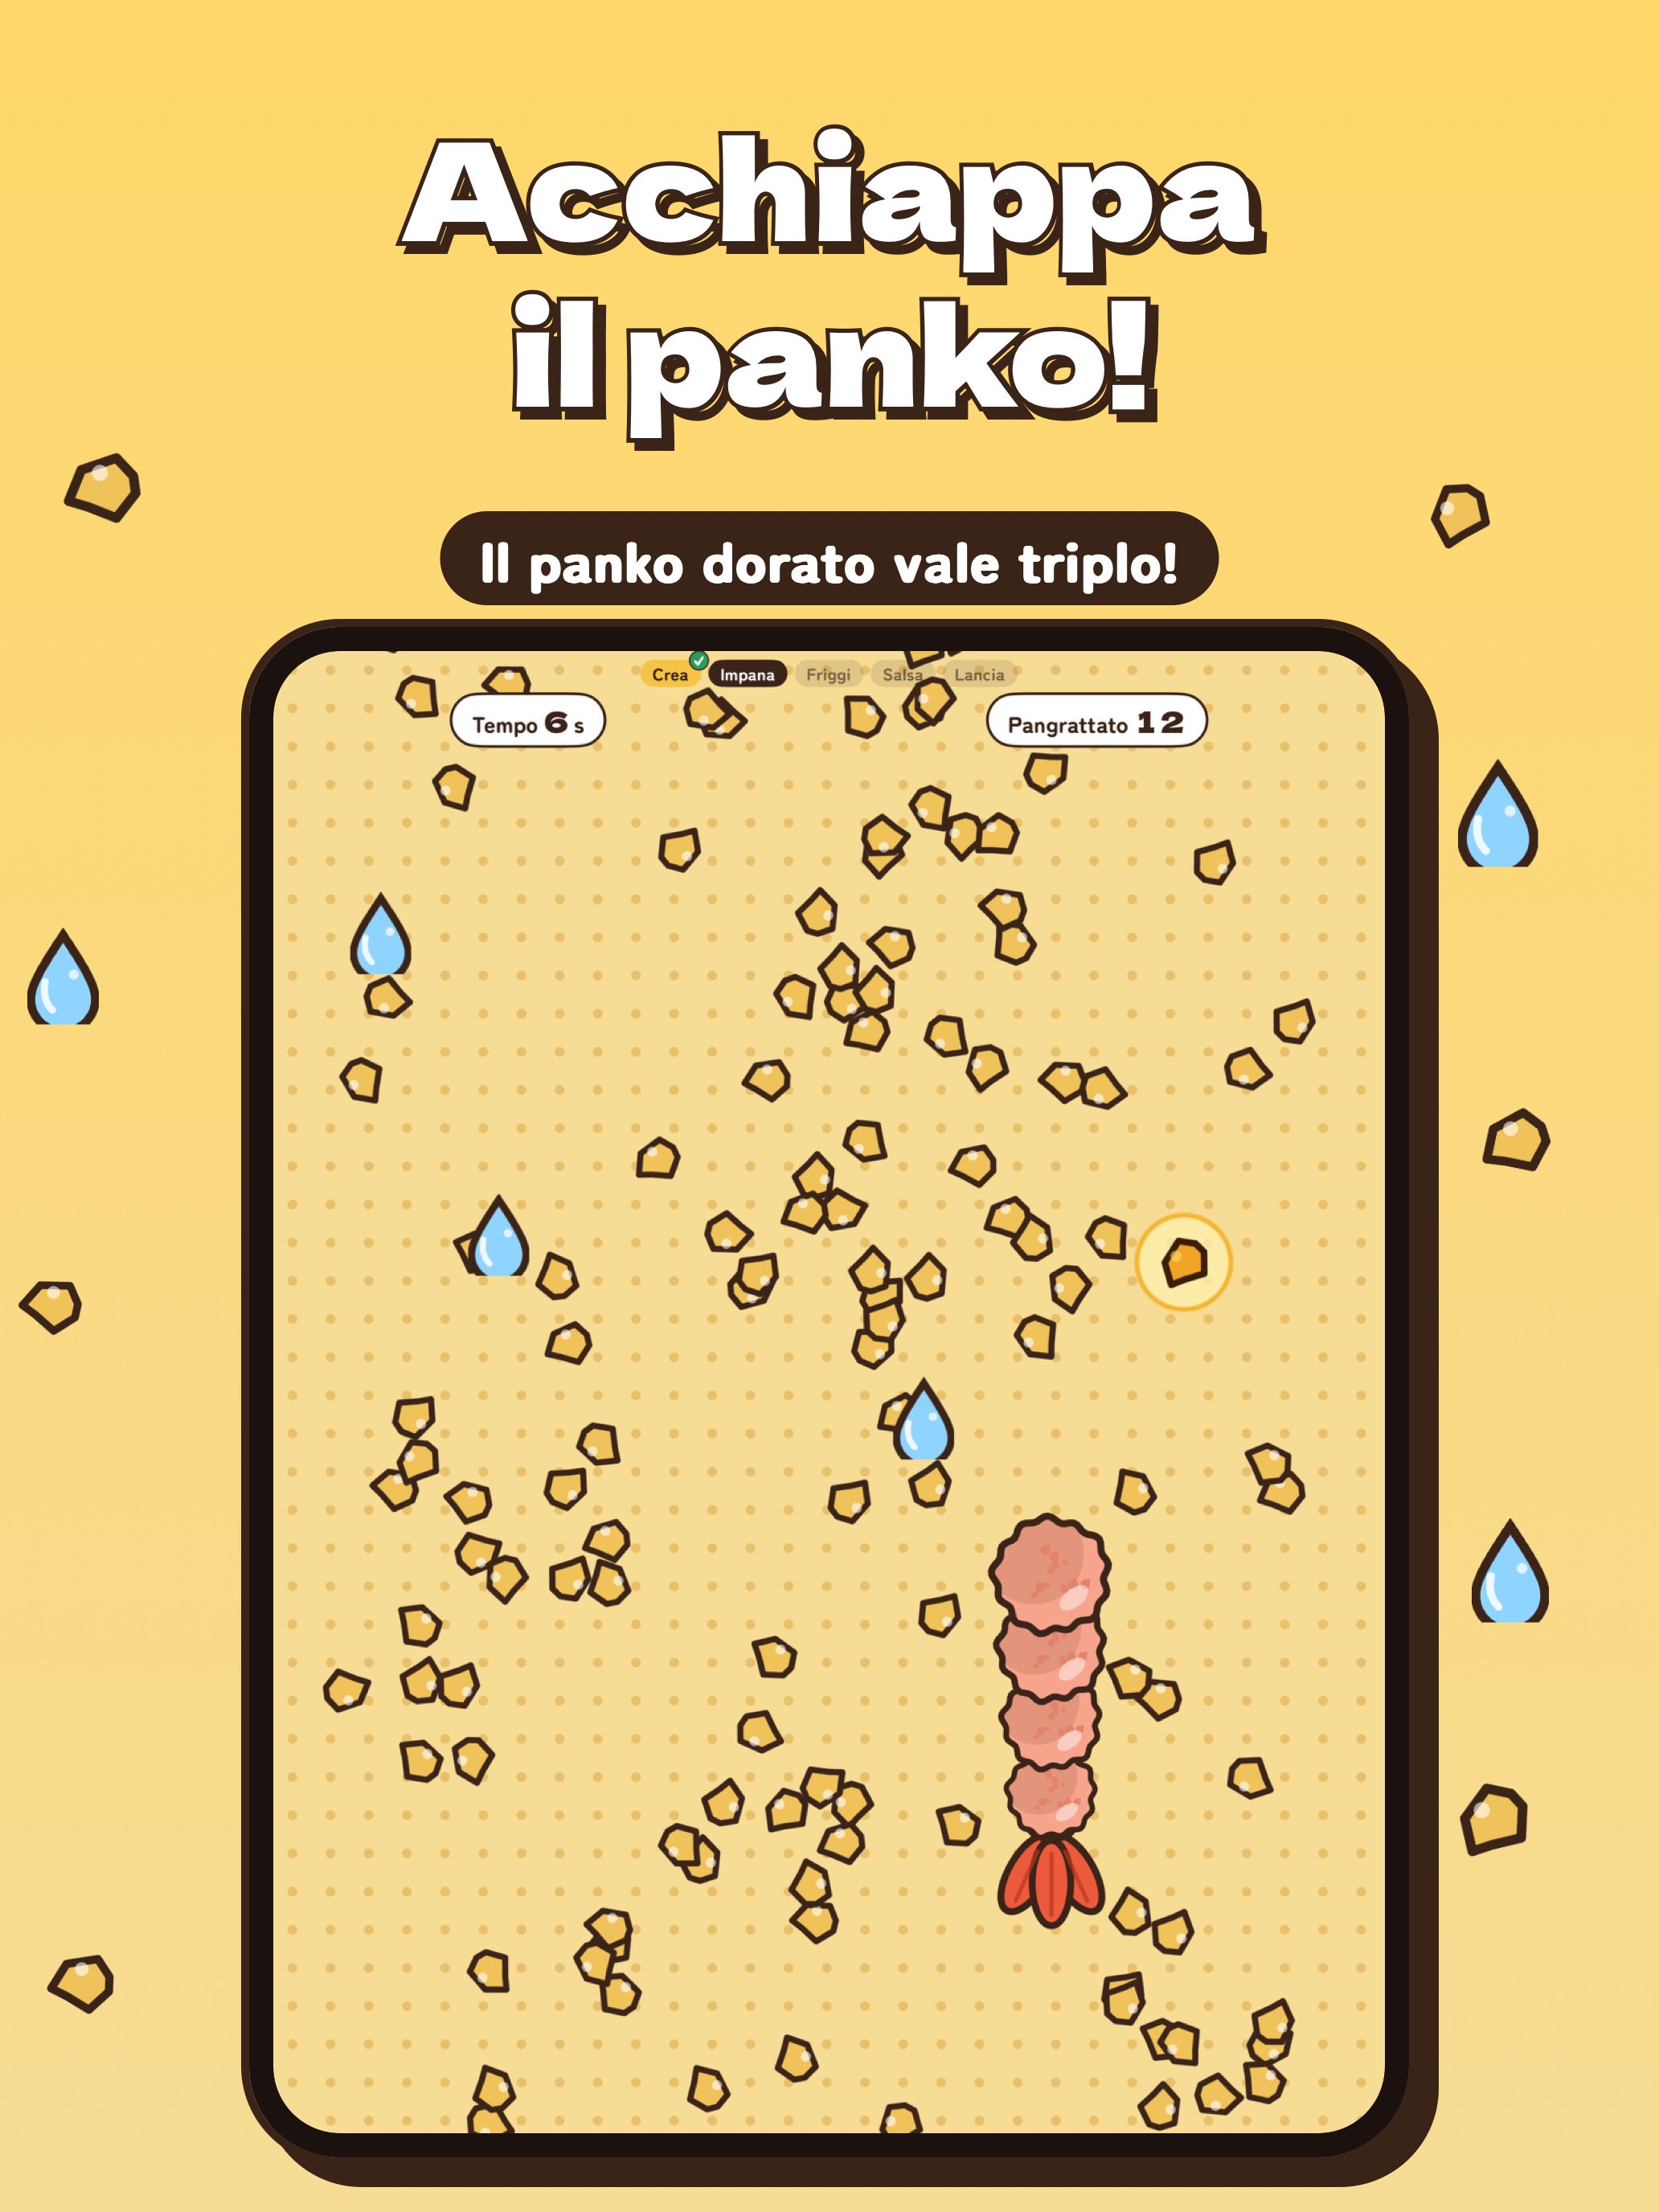 Acchiappa
il panko!
Il panko dorato vale triplo!
Crea Impana Friggi Salsa Lancia
Tempo 6 s Pangrattato 12